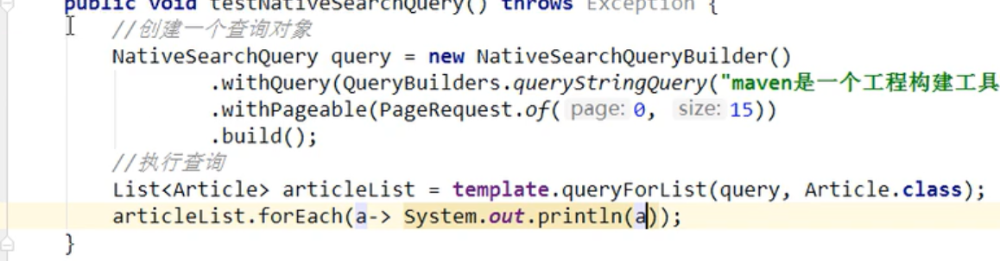 public void testNativeSearchQuery() throws Exception {
//创建一个查询对象
NativeSearchQuery query = new NativeSearchQueryBuilder()
.withQuery(QueryBuilders.queryStringQuery("maven是一个工程构建工具
.withPageable(PageRequest.of( page: 0, size: 15))
.build();
//执行查询
List<Article> articleList = template.queryForList(query, Article.class);
articleList.forEach(a-> System.out.println(a));
}